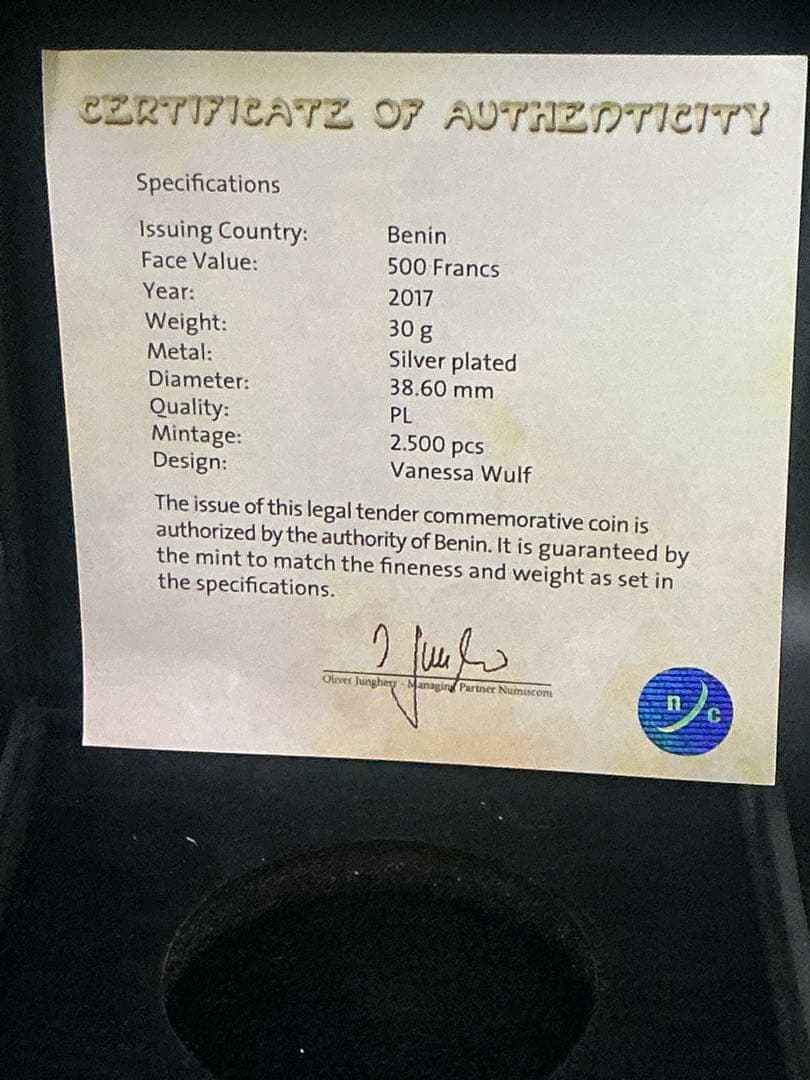 CERTIFICATE OF AUTHENTICITY
Specifications
Issuing Country: Benin
Face Value: 500 Francs
Year: 2017
Weight: 30 g
Metal: Silver plated
Diameter: 38.60 mm
Quality: PL
Mintage: 2.500 pcs
Design: Vanessa Wulf
The issue of this legal tender commemorative coin is
authorized by the authority of Benin. It is guaranteed by
the mint to match the fineness and weight as set in
the specifications.
Oliver Jungherr - Managing Partner Numiscom
n c